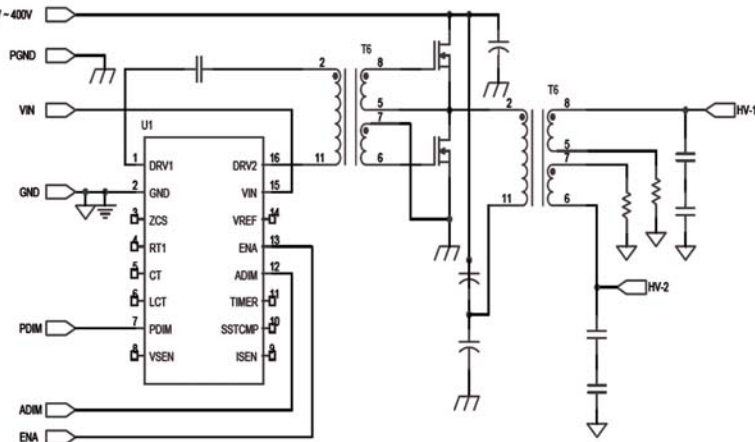 ~ 400V
PGND
VIN
GND
PDIM
ADIM
ENA
U1
1 DRV1
2 GND
3 ZCS
4 RT1
5 CT
6 LCT
7 PDIM
8 VSEN
DRV2 16
VIN 15
VREF 14
ENA 13
ADIM 12
TIMER 11
SSTCMP 10
ISEN 9
T6
2
11
8
5
7
6
T6
2
11
8
5
7
6
HV-1
HV-2